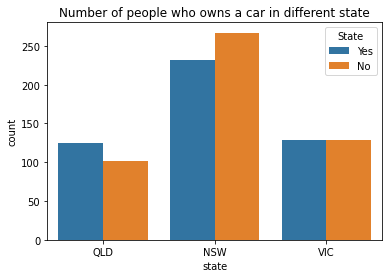 Number of people who owns a car in different state
State
Yes
No
250
200
150
100
50
0
count
QLD
NSW
VIC
state